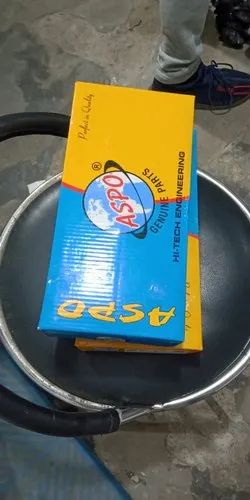 Perfect in Quality
ASPO
®
GENUINE PARTS
HI-TECH ENGINEERING
ASPO